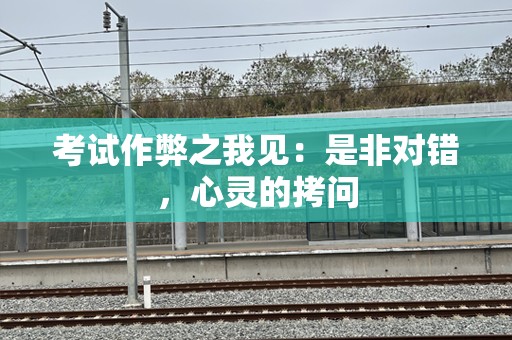 考试作弊之我见：是非对错
，心灵的拷问